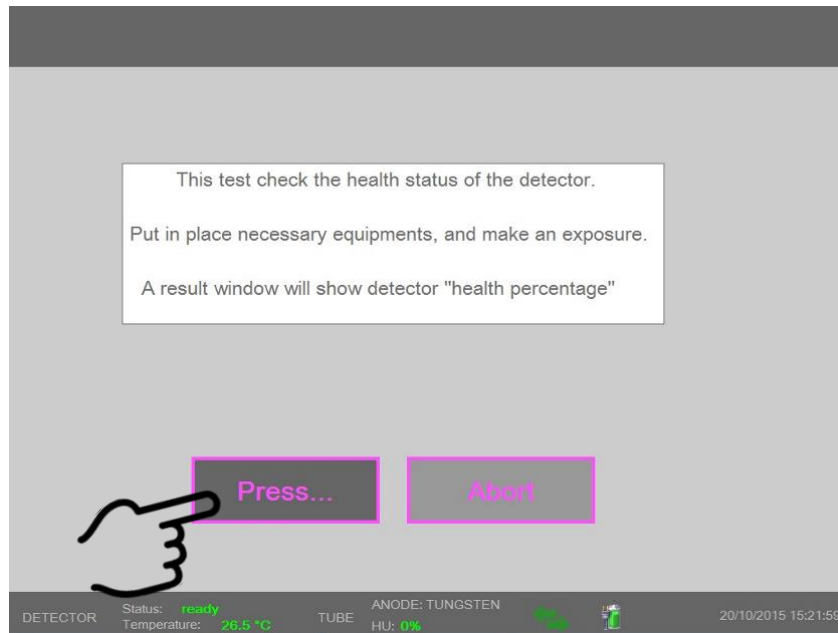 This test check the health status of the detector.
Put in place necessary equipments, and make an exposure.
A result window will show detector "health percentage"
Press... Abort
DETECTOR Status: ready TUBE ANODE: TUNGSTEN 20/10/2015 15:21:59
Temperature: 26.5 °C HU: 0%